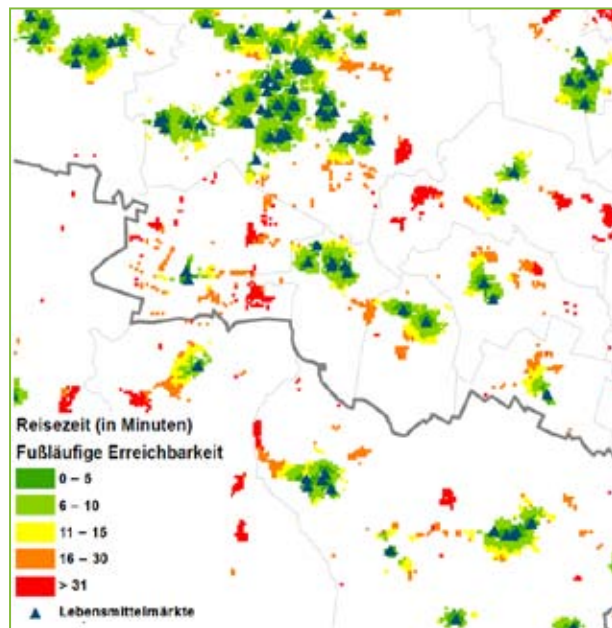 Reisezeit (in Minuten)
Fußläufige Erreichbarkeit
0 – 5
6 – 10
11 – 15
16 – 30
> 31
Lebensmittelmärkte